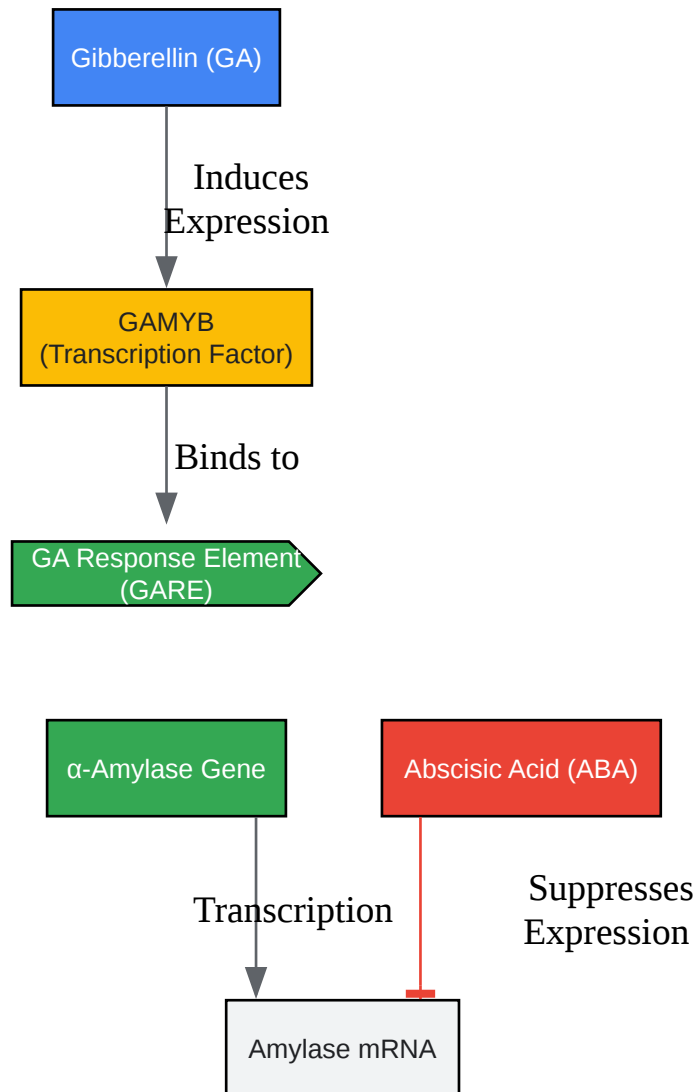 Gibberellin (GA)
Induces
Expression
GAMYB
(Transcription Factor)
Binds to
GA Response Element
(GARE)
α-Amylase Gene
Abscisic Acid (ABA)
Transcription
Suppresses
Expression
Amylase mRNA